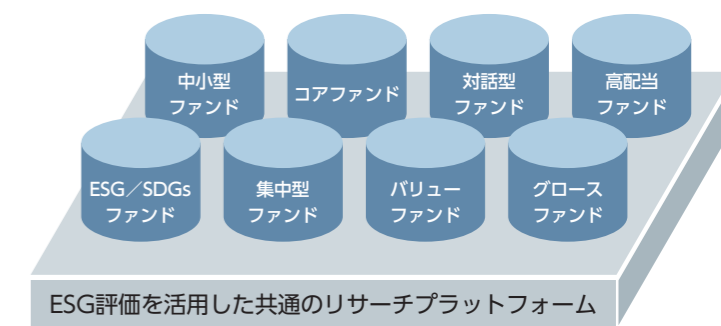 中小型
ファンド
コアファンド
対話型
ファンド
高配当
ファンド
ESG／SDGs
ファンド
集中型
ファンド
バリュー
ファンド
グロース
ファンド
ESG評価を活用した共通のリサーチプラットフォーム